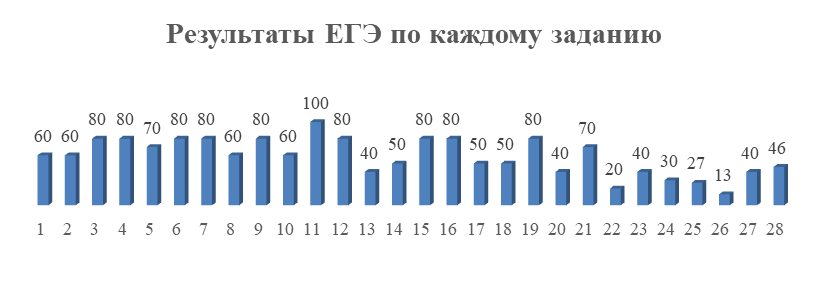 Результаты ЕГЭ по каждому заданию
60 60 80 80 70 80 80 60 80 60 100 80 40 50 80 80 50 50 80 40 70 20 40 30 27 13 40 46
1 2 3 4 5 6 7 8 9 10 11 12 13 14 15 16 17 18 19 20 21 22 23 24 25 26 27 28